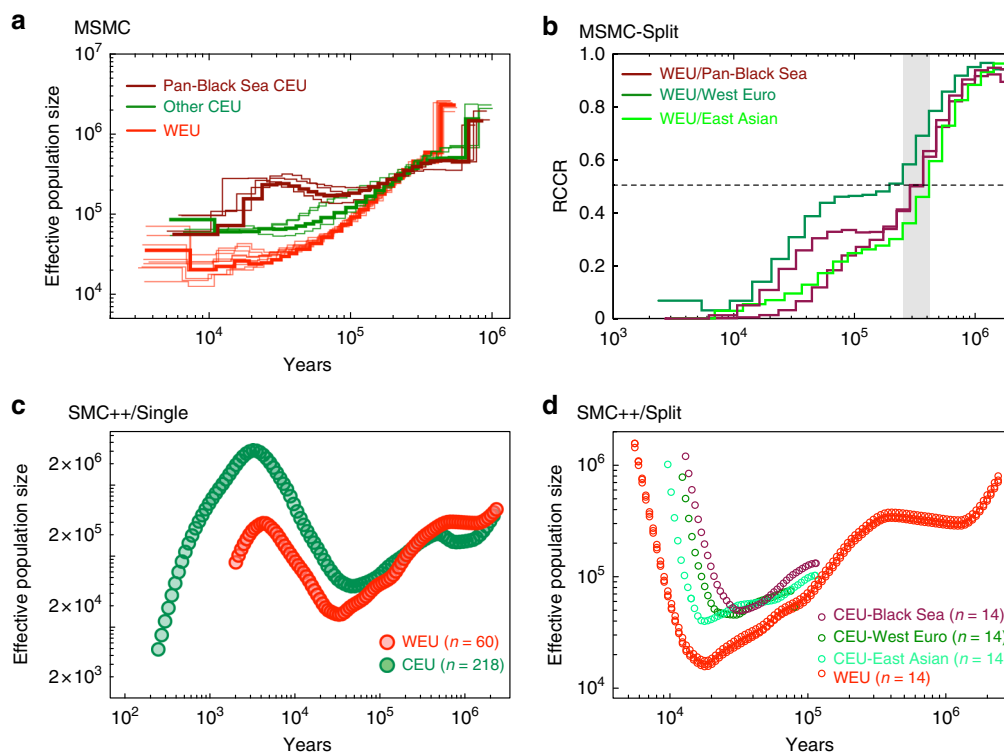 a
MSMC
10^7
10^6
10^5
10^4
Effective population size
Pan-Black Sea CEU
Other CEU
WEU
10^4
10^5
10^6
Years
b
MSMC-Split
1.0
0.8
0.6
0.4
0.2
0
RCCR
WEU/Pan-Black Sea
WEU/West Euro
WEU/East Asian
10^3
10^4
10^5
10^6
Years
c
SMC++/Single
2×10^6
2×10^5
2×10^4
2×10^3
Effective population size
WEU (n = 60)
CEU (n = 218)
10^2
10^3
10^4
10^5
10^6
Years
d
SMC++/Split
10^6
10^5
10^4
Effective population size
CEU-Black Sea (n = 14)
CEU-West Euro (n = 14)
CEU-East Asian (n = 14
WEU (n = 14)
10^4
10^5
10^6
Years